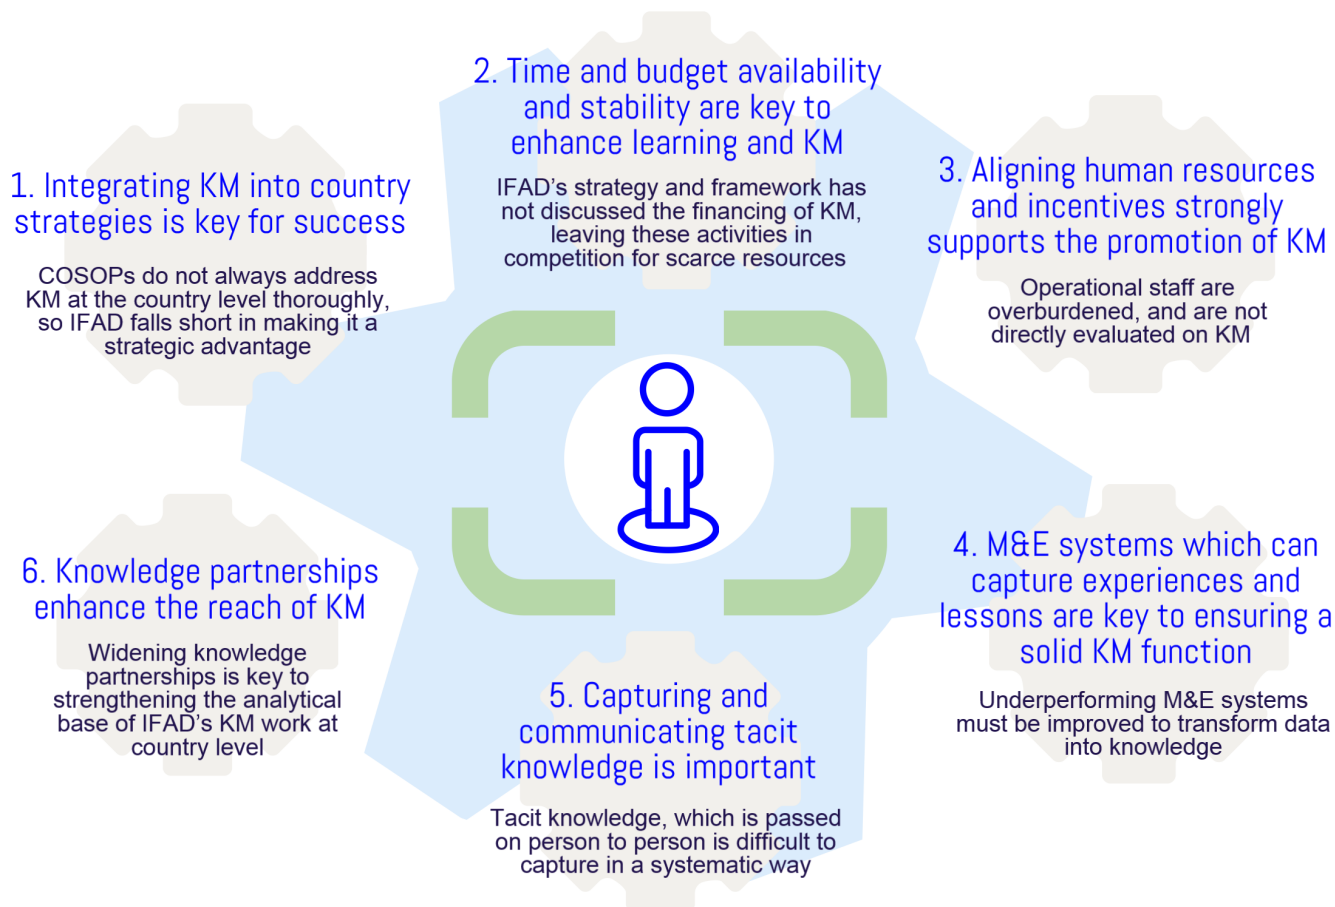 1. Integrating KM into country
strategies is key for success
COSOPs do not always address
KM at the country level thoroughly,
so IFAD falls short in making it a
strategic advantage
2. Time and budget availability
and stability are key to
enhance learning and KM
IFAD's strategy and framework has
not discussed the financing of KM,
leaving these activities in
competition for scarce resources
3. Aligning human resources
and incentives strongly
supports the promotion of KM
Operational staff are
overburdened, and are not
directly evaluated on KM
4. M&E systems which can
capture experiences and
lessons are key to ensuring a
solid KM function
Underperforming M&E systems
must be improved to transform data
into knowledge
5. Capturing and
communicating tacit
knowledge is important
Tacit knowledge, which is passed
on person to person is difficult to
capture in a systematic way
6. Knowledge partnerships
enhance the reach of KM
Widening knowledge
partnerships is key to
strengthening the analytical
base of IFAD's KM work at
country level